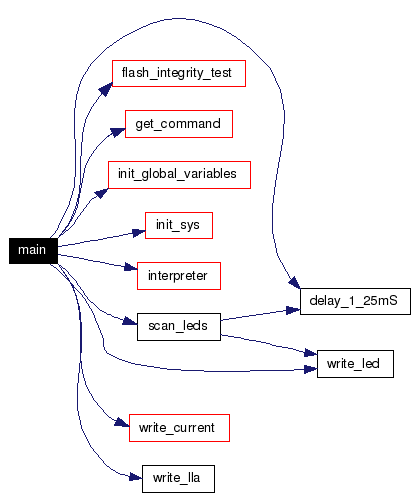 flash_integrity_test
get_command
init_global_variables
init_sys
main
interpreter
delay_1_25mS
scan_leds
write_led
write_current
write_lla